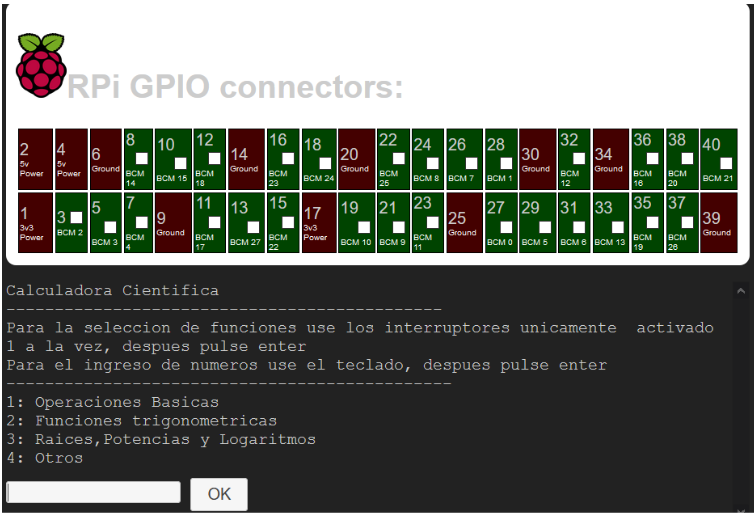 RPi GPIO connectors:
2 5v Power 4 5v Power 6 Ground 8 BCM 14 10 BCM 15 12 BCM 18 14 Ground 16 BCM 23 18 BCM 24 20 Ground 22 BCM 25 24 BCM 8 26 BCM 7 28 BCM 1 30 Ground 32 BCM 12 34 Ground 36 BCM 16 38 BCM 20 40 BCM 21
1 3v3 Power 3 BCM 2 5 BCM 3 7 BCM 4 9 Ground 11 BCM 17 13 BCM 27 15 BCM 22 17 3v3 Power 19 BCM 10 21 BCM 9 23 BCM 11 25 Ground 27 BCM 0 29 BCM 5 31 BCM 6 33 BCM 13 35 BCM 19 37 BCM 26 39 Ground
Calculadora Cientifica
----------------------------------------------
Para la seleccion de funciones use los interruptores unicamente  activado
1 a la vez, despues pulse enter
Para el ingreso de numeros use el teclado, despues pulse enter
-----------------------------------------------
1: Operaciones Basicas
2: Funciones trigonometricas
3: Raices,Potencias y Logaritmos
4: Otros
OK